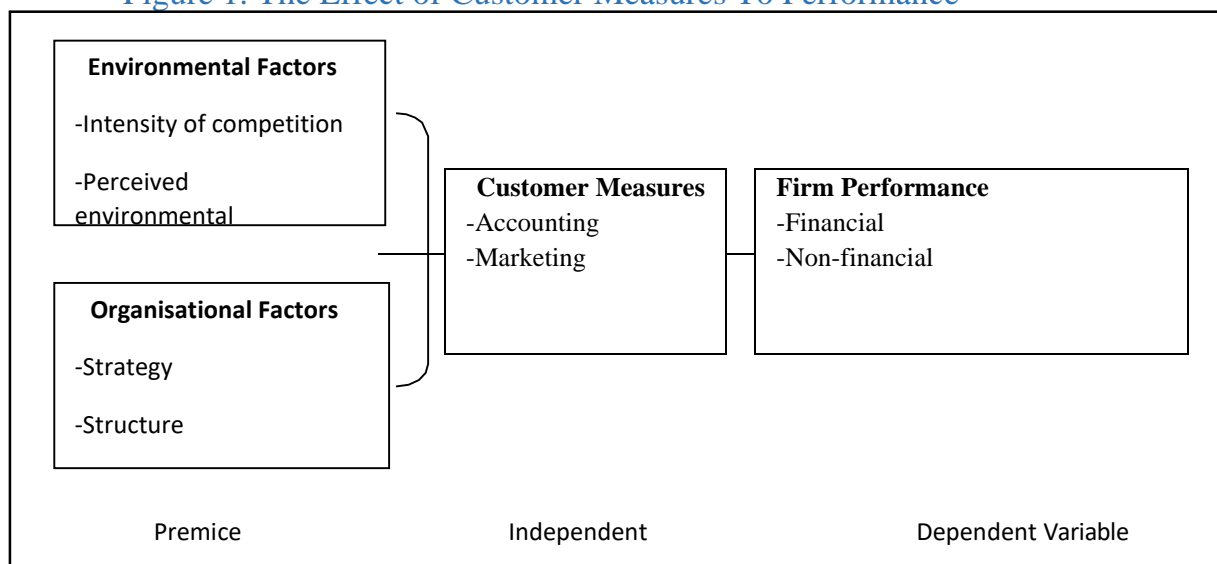 Figure 1. The Effect of Customer Measures To Performance
Environmental Factors
-Intensity of competition
-Perceived
environmental
Organisational Factors
-Strategy
-Structure
Customer Measures
-Accounting
-Marketing
Firm Performance
-Financial
-Non-financial
Premice
Independent
Dependent Variable